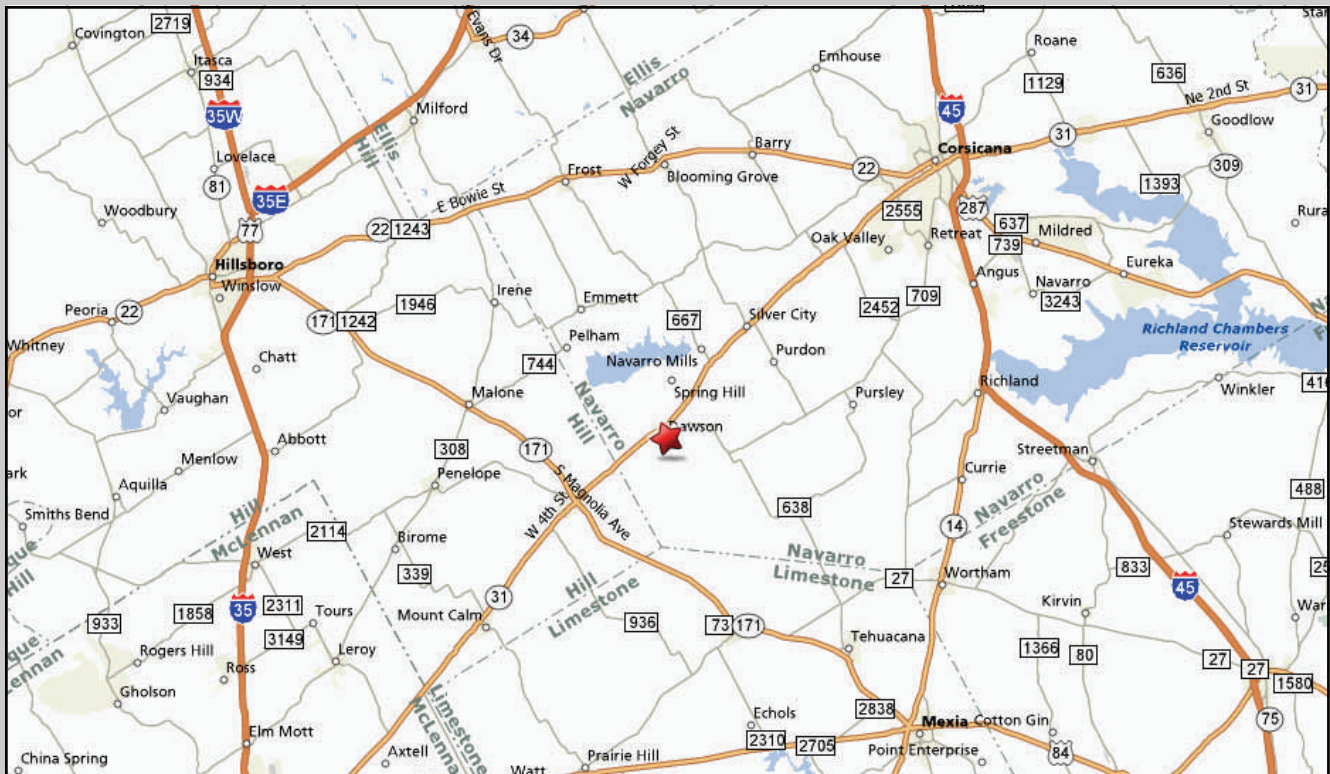 2719
Covington
Itasca
934
35W
Evans Dr
34
Emhouse
Roane
1129
636
Ne 2nd St
31
Goodlow
Ellis
Navarro
45
Milford
Ellis
Hill
Lovelace
81
35E
Frost
W Forgey St
Barry
Blooming Grove
22
Corsicana
31
309
1393
Woodbury
77
E Bowie St
22
1243
2555
287
637
Mildred
739
Oak Valley
Retreat
Hillsboro
Winslow
Angus
Eureka
Navarro
3243
Peoria
22
1946
Irene
Emmett
667
Silver City
2452
709
171
1242
Richland Chambers
Reservoir
Whitney
Chatt
Pelham
744
Navarro Mills
Purdon
Spring Hill
Richland
Winkler
416
Vaughan
Malone
Navarro
Hill
Pursley
Dawson
Abbott
171
308
Menlow
Penelope
Aquilla
S Magnolia Ave
W 4th St
Streetman
Currie
488
Smiths Bend
Hill
McLennan
2114
638
14
Navarro
Freestone
Stewards Mill
West
Birome
339
Navarro
Limestone
27
Wortham
833
45
35
31
Hill
Limestone
Kirvin
1858
2311
Tours
3149
Mount Calm
933
936
73
171
Tehuacana
1366
80
27
27
1580
Rogers Hill
Ross
Leroy
Gholson
2838
Echols
2310
2705
Mexia
Cotton Gin
Point Enterprise
84
75
Elm Mott
Limestone
McLennan
Axtell
Prairie Hill
China Spring